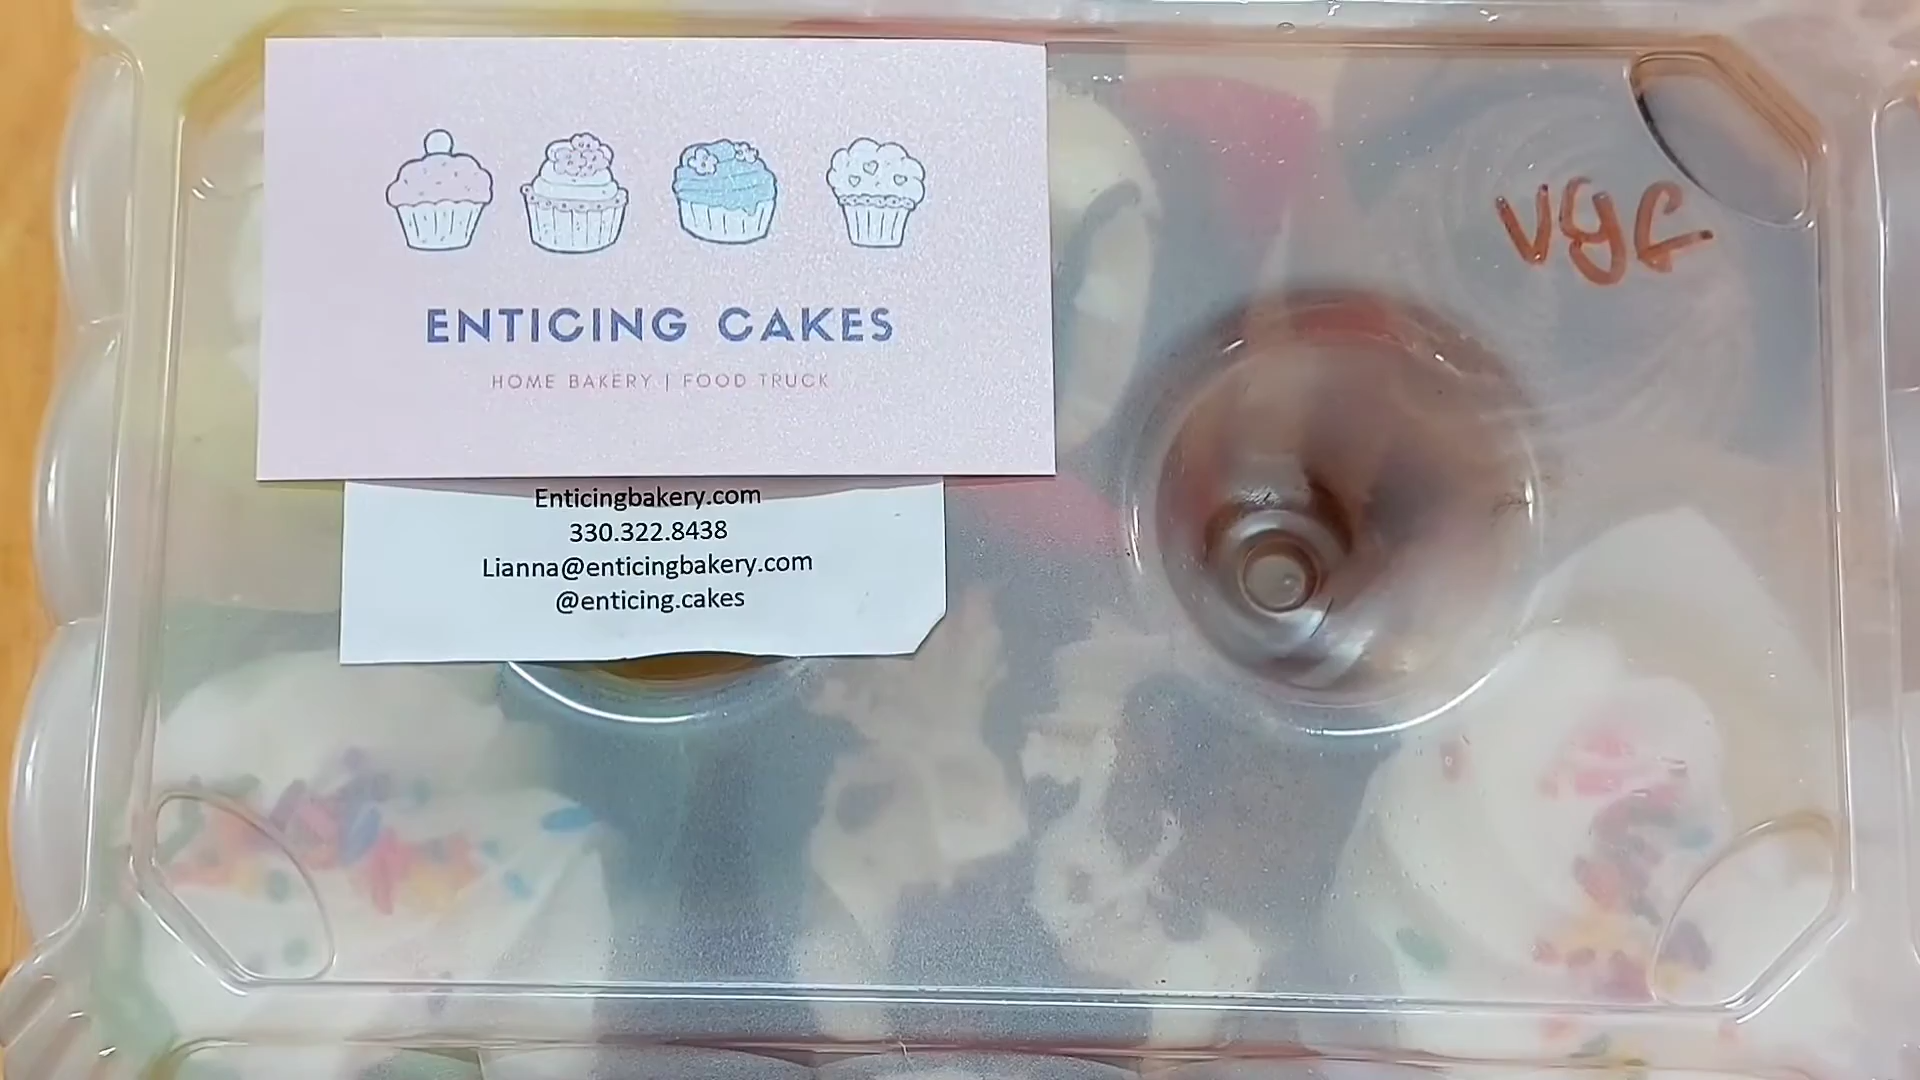 ENTICING CAKES
HOME BAKERY | FOOD TRUCK
Enticingbakery.com
330.322.8438
Lianna@enticingbakery.com
@enticing.cakes
vgf